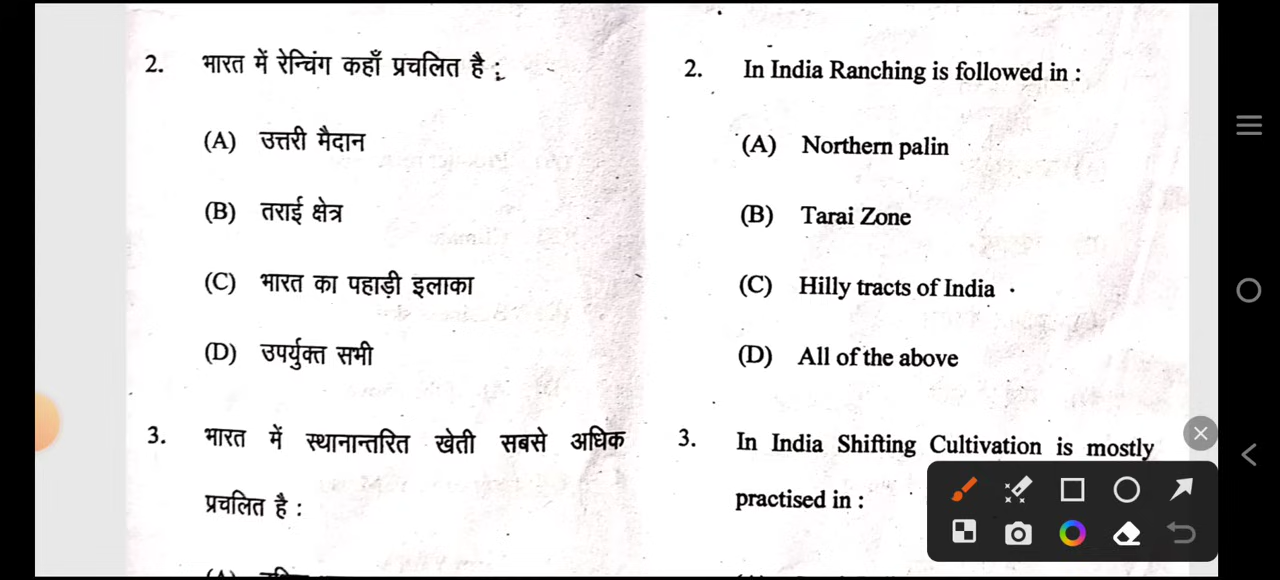 2. भारत में रेन्चिंग कहाँ प्रचलित है :
(A) उत्तरी मैदान
(B) तराई क्षेत्र
(C) भारत का पहाड़ी इलाका
(D) उपर्युक्त सभी
3. भारत में स्थानान्तरित खेती सबसे अधिक
प्रचलित है :
2. In India Ranching is followed in :
(A) Northern palin
(B) Tarai Zone
(C) Hilly tracts of India
(D) All of the above
3. In India Shifting Cultivation is mostly
practised in :